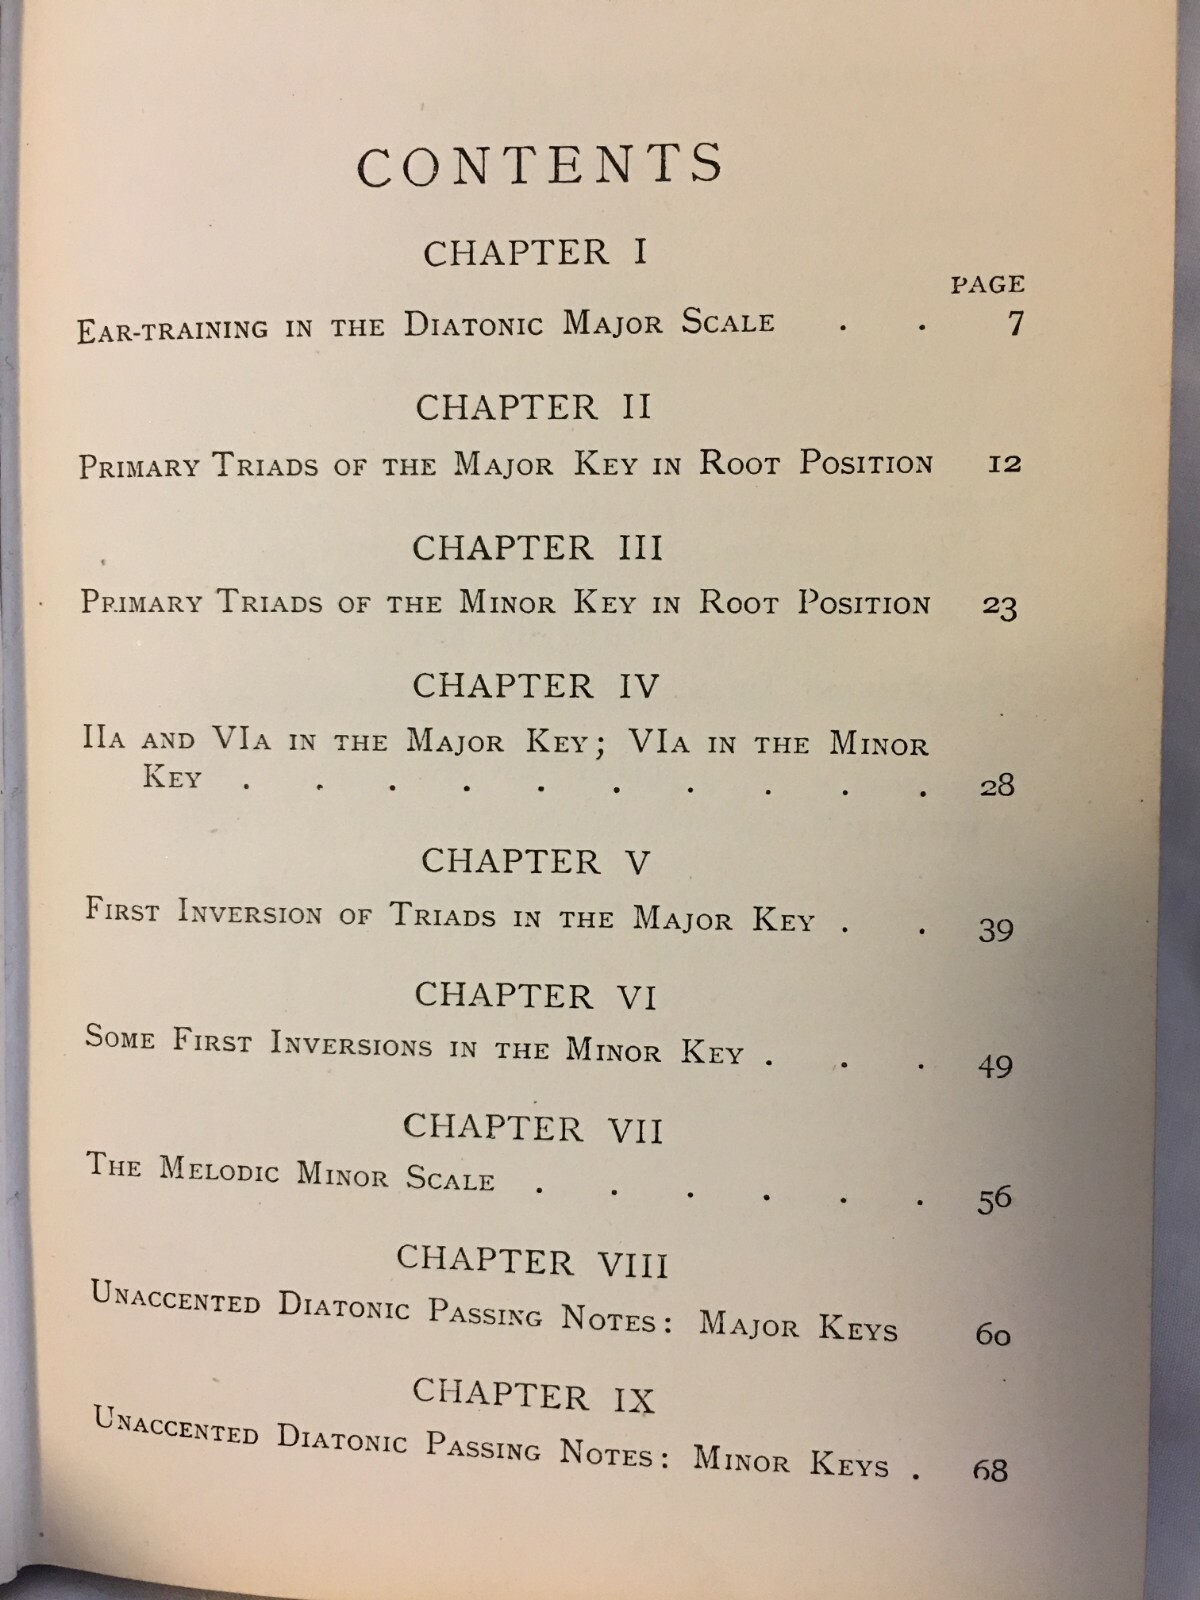 CONTENTS
CHAPTER I
PAGE
EAR-TRAINING IN THE DIATONIC MAJOR SCALE . . 7
CHAPTER II
PRIMARY TRIADS OF THE MAJOR KEY IN ROOT POSITION 12
CHAPTER III
PRIMARY TRIADS OF THE MINOR KEY IN ROOT POSITION 23
CHAPTER IV
IIA AND VIA IN THE MAJOR KEY; VIA IN THE MINOR
KEY . . . . . . . . . . 28
CHAPTER V
FIRST INVERSION OF TRIADS IN THE MAJOR KEY . . 39
CHAPTER VI
SOME FIRST INVERSIONS IN THE MINOR KEY . . . 49
CHAPTER VII
THE MELODIC MINOR SCALE . . . . . . 56
CHAPTER VIII
UNACCENTED DIATONIC PASSING NOTES: MAJOR KEYS 60
CHAPTER IX
UNACCENTED DIATONIC PASSING NOTES: MINOR KEYS . 68